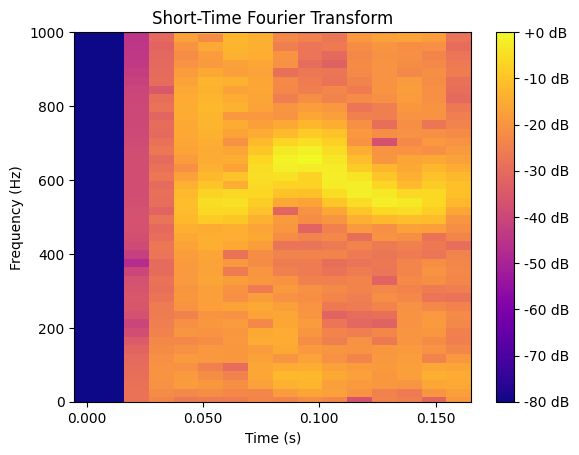 Short-Time Fourier Transform
1000
800
600
400
200
0
Frequency (Hz)
0.000
0.050
0.100
0.150
Time (s)
+0 dB
-10 dB
-20 dB
-30 dB
-40 dB
-50 dB
-60 dB
-70 dB
-80 dB